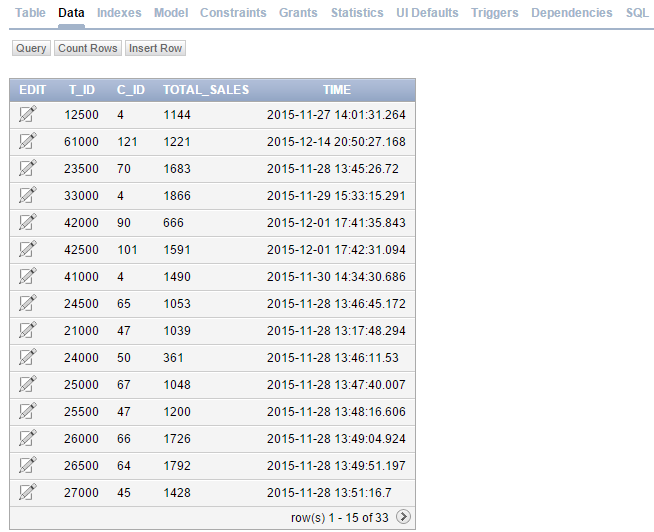 Table Data Indexes Model Constraints Grants Statistics UI Defaults Triggers Dependencies SQL
Query Count Rows Insert Row
EDIT T_ID C_ID TOTAL_SALES TIME
12500 4 1144 2015-11-27 14:01:31.264
61000 121 1221 2015-12-14 20:50:27.168
23500 70 1683 2015-11-28 13:45:26.72
33000 4 1866 2015-11-29 15:33:15.291
42000 90 666 2015-12-01 17:41:35.843
42500 101 1591 2015-12-01 17:42:31.094
41000 4 1490 2015-11-30 14:34:30.686
24500 65 1053 2015-11-28 13:46:45.172
21000 47 1039 2015-11-28 13:17:48.294
24000 50 361 2015-11-28 13:46:11.53
25000 67 1048 2015-11-28 13:47:40.007
25500 47 1200 2015-11-28 13:48:16.606
26000 66 1726 2015-11-28 13:49:04.924
26500 64 1792 2015-11-28 13:49:51.197
27000 45 1428 2015-11-28 13:51:16.7
row(s) 1 - 15 of 33